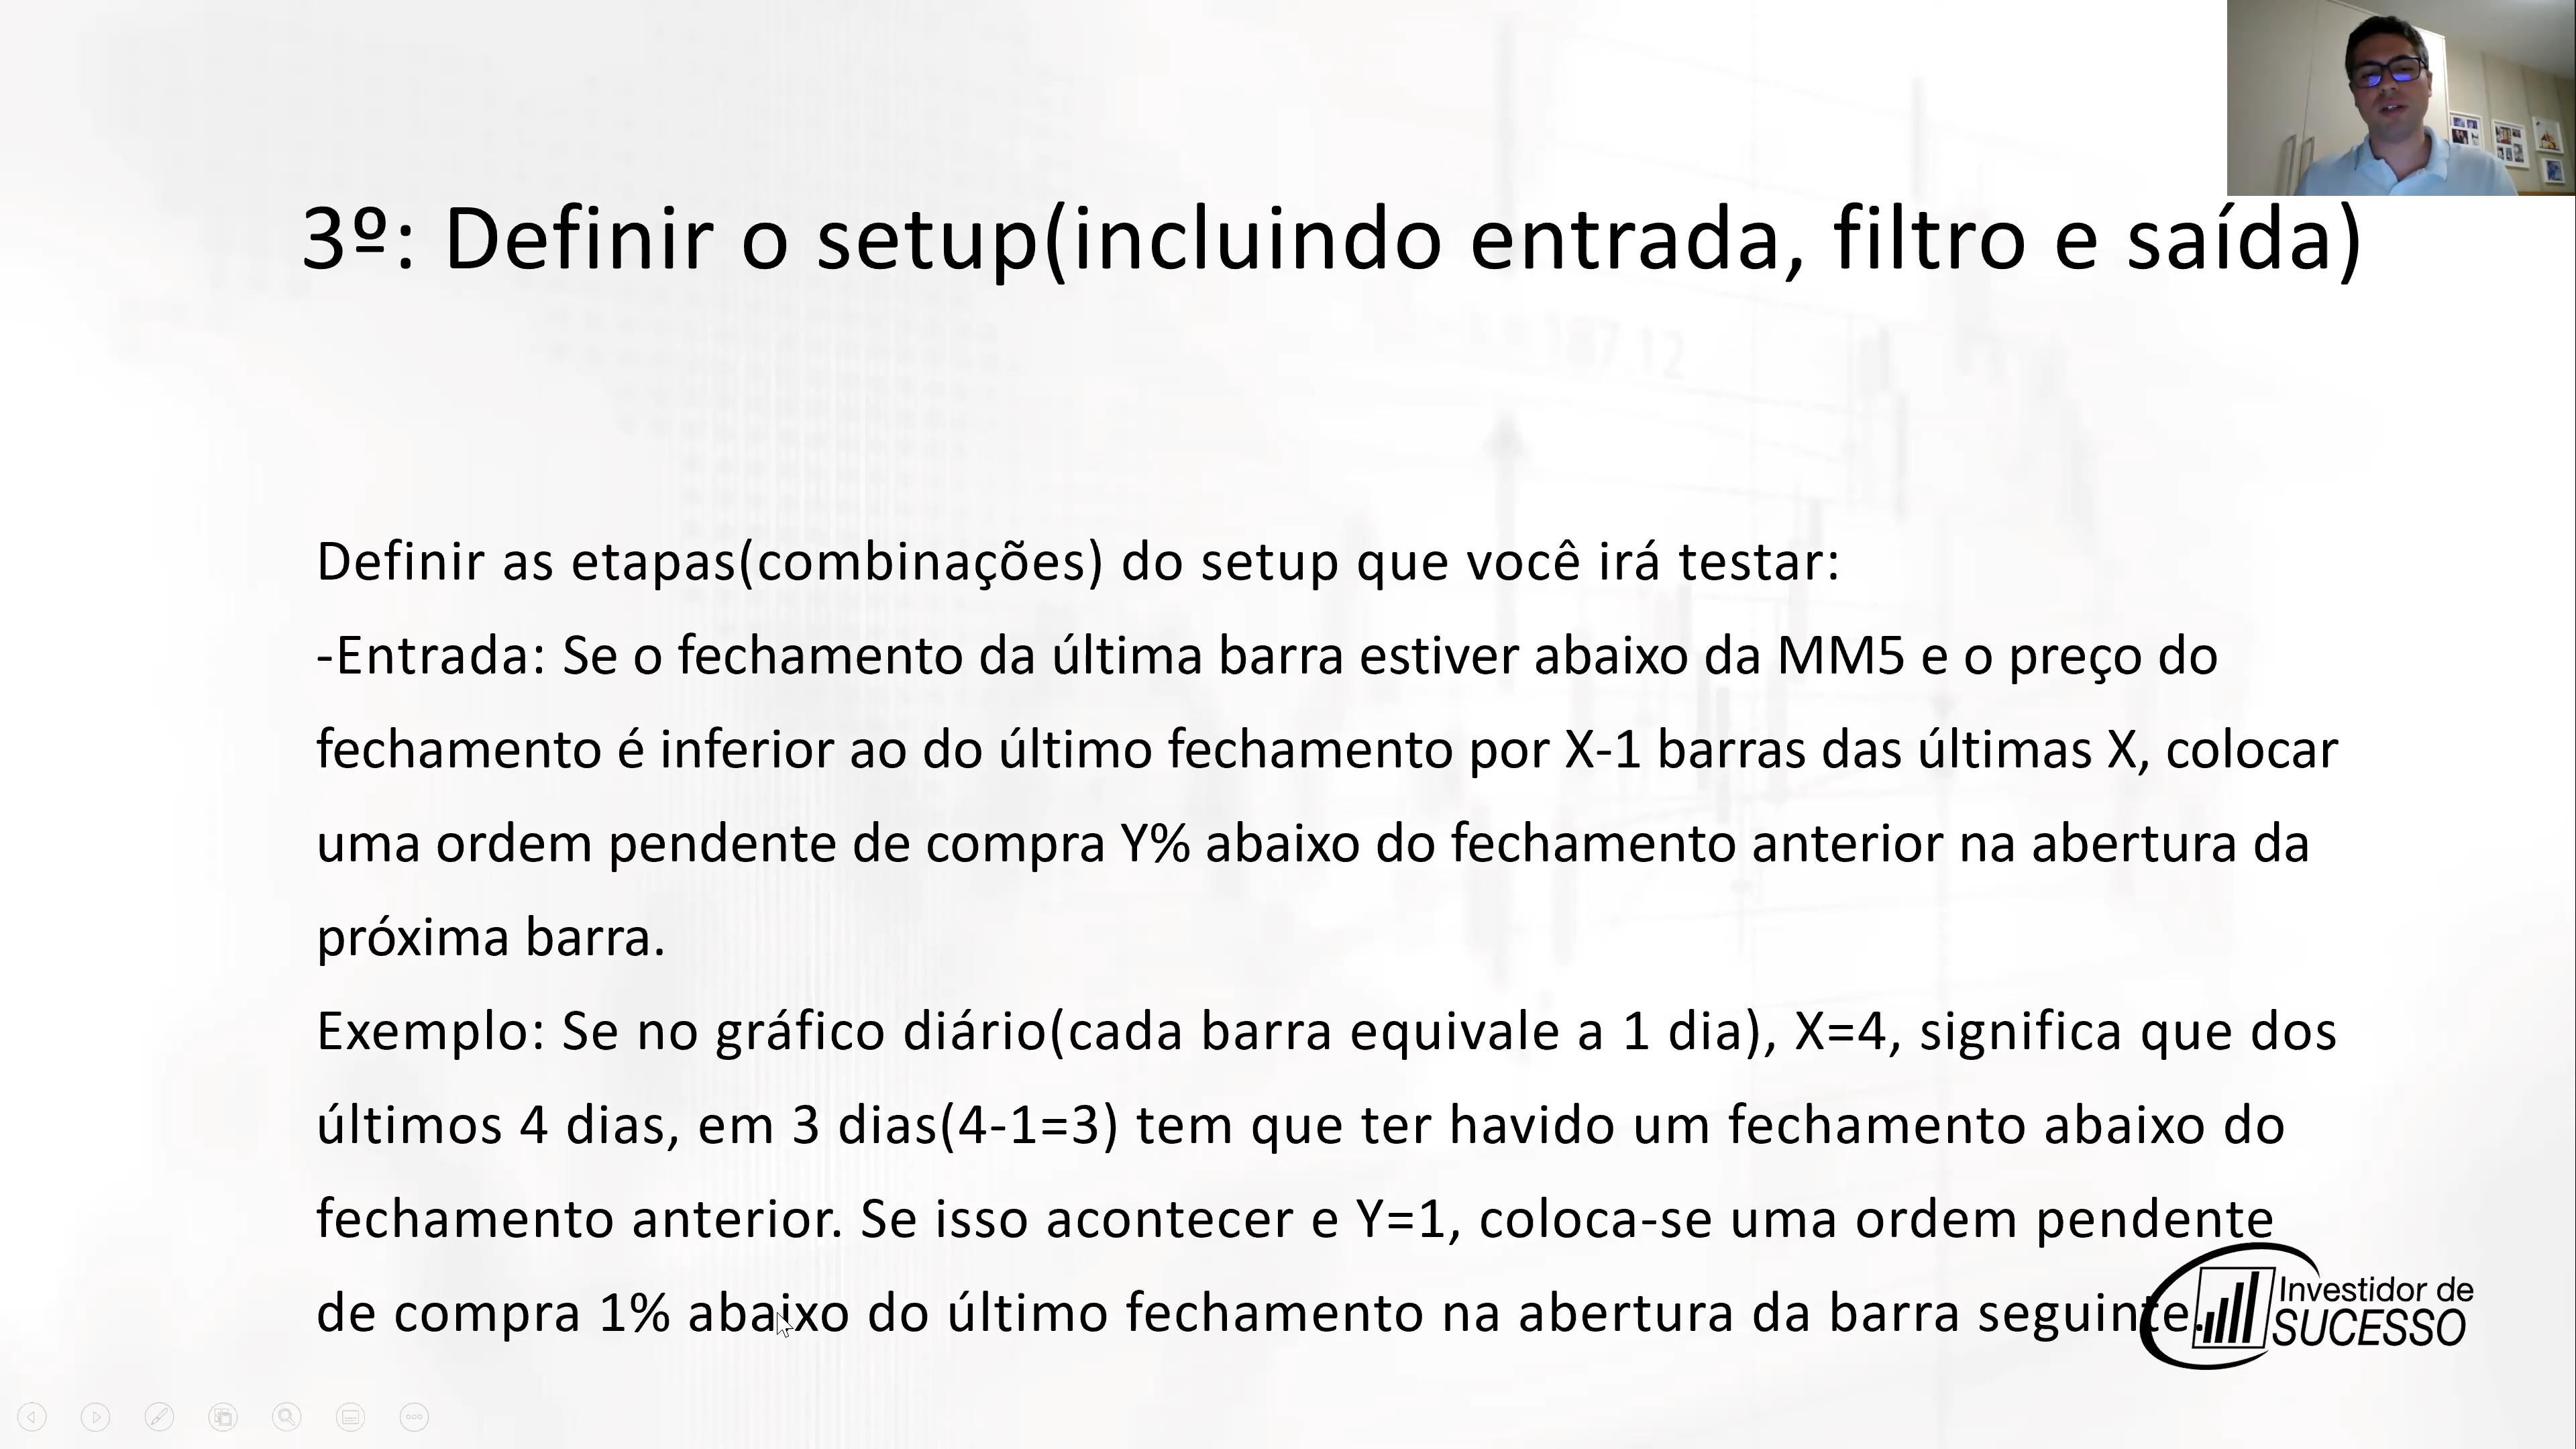 3º: Definir o setup(incluindo entrada, filtro e saída)
187.12
Definir as etapas(combinações) do setup que você irá testar:
-Entrada: Se o fechamento da última barra estiver abaixo da MM5 e o preço do
fechamento é inferior ao do último fechamento por X-1 barras das últimas X, colocar
uma ordem pendente de compra Y% abaixo do fechamento anterior na abertura da
próxima barra.
Exemplo: Se no gráfico diário(cada barra equivale a 1 dia), X=4, significa que dos
últimos 4 dias, em 3 dias(4-1=3) tem que ter havido um fechamento abaixo do
fechamento anterior. Se isso acontecer e Y=1, coloca-se uma ordem pendente
de compra 1% abaixo do último fechamento na abertura da barra seguinte.
Investidor de
SUCESSO